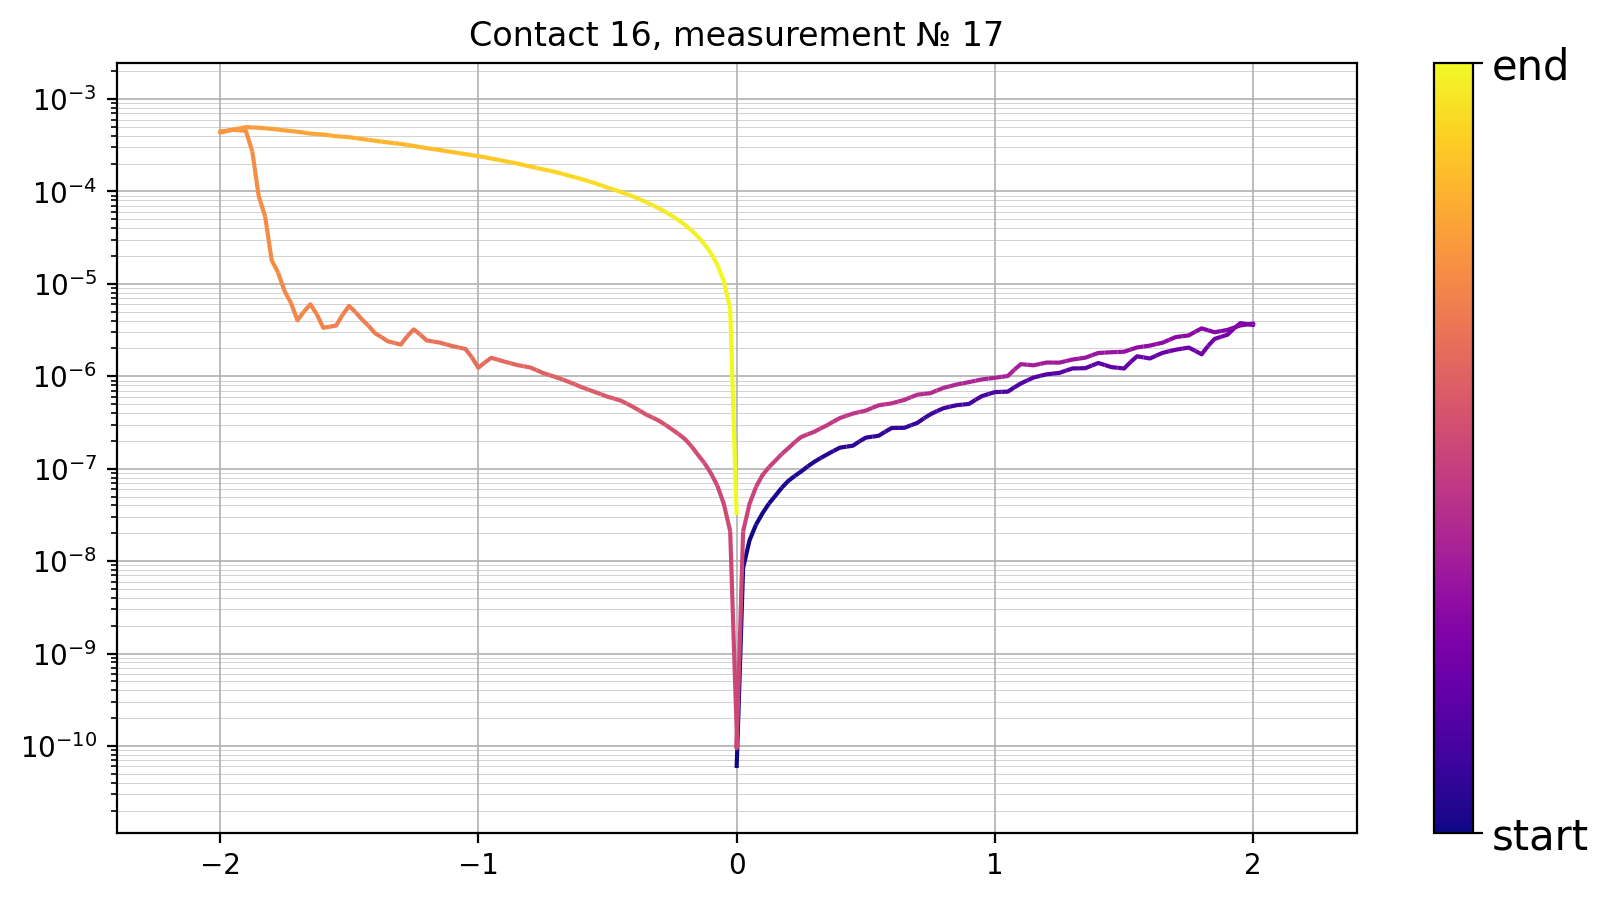 Contact 16, measurement № 17
10⁻³
10⁻⁴
10⁻⁵
10⁻⁶
10⁻⁷
10⁻⁸
10⁻⁹
10⁻¹⁰
−2 −1 0 1 2
end
start